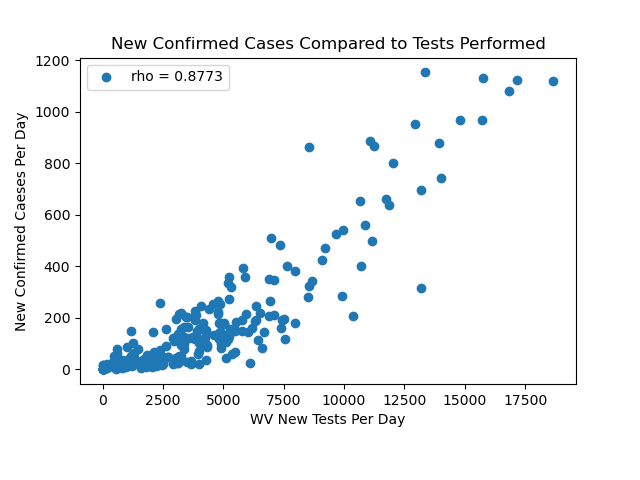 New Confirmed Cases Compared to Tests Performed
rho = 0.8773
New Confirmed Caeses Per Day
1200
1000
800
600
400
200
0
0 2500 5000 7500 10000 12500 15000 17500
WV New Tests Per Day